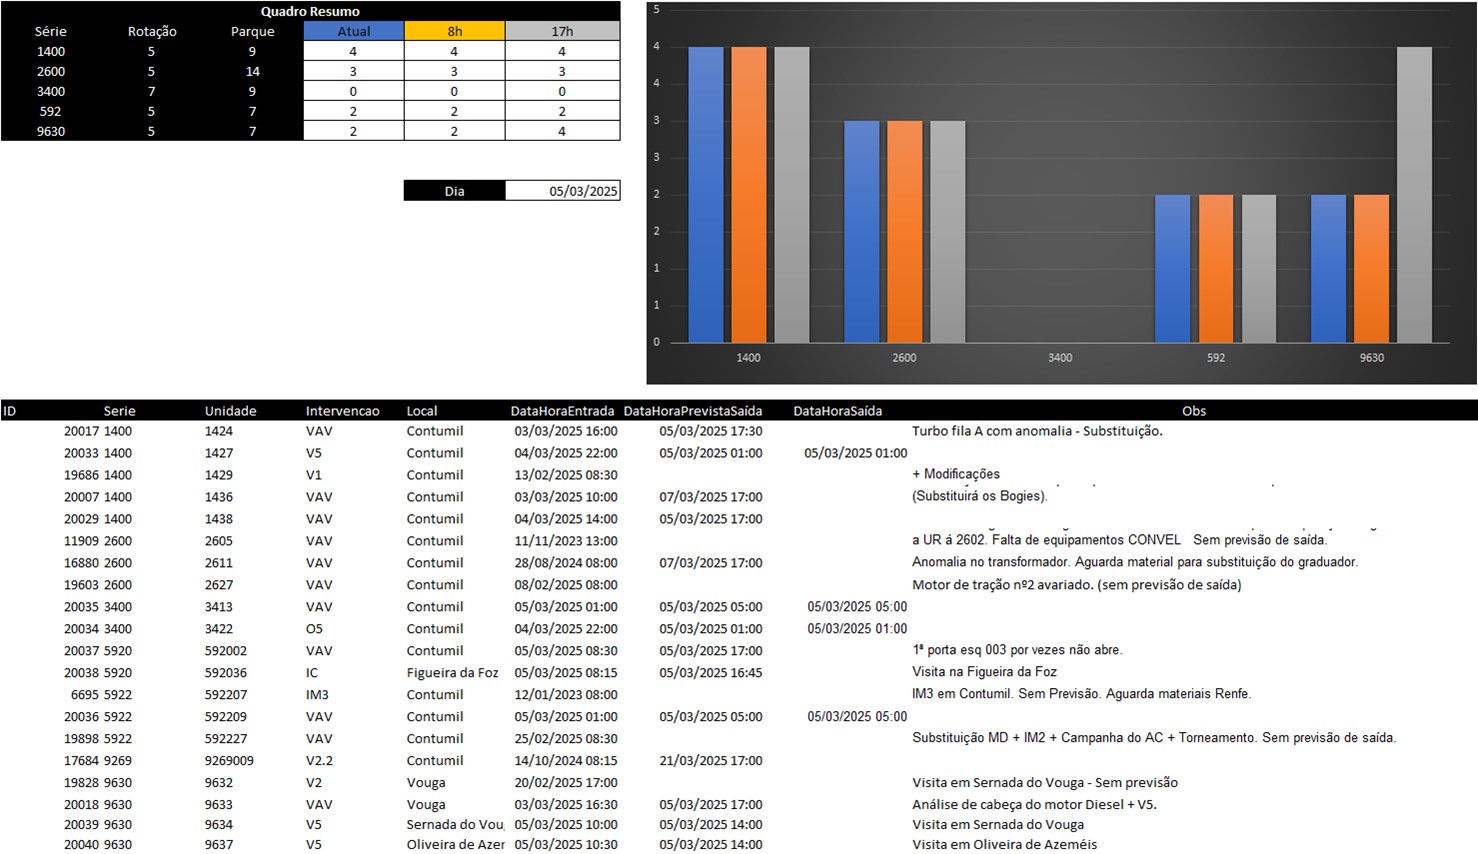 Quadro Resumo
Série Rotação Parque Atual 8h 17h
1400 5 9 4 4 4
2600 5 14 3 3 3
3400 7 9 0 0 0
592 5 7 2 2 2
9630 5 7 2 2 4
Dia 05/03/2025
5
4
4
3
3
2
2
1
1
0
1400 2600 3400 592 9630
ID Serie Unidade Intervencao Local DataHoraEntrada DataHoraPrevistaSaída DataHoraSaída Obs
20017 1400 1424 VAV Contumil 03/03/2025 16:00 05/03/2025 17:30 Turbo fila A com anomalia - Substituição.
20033 1400 1427 V5 Contumil 04/03/2025 22:00 05/03/2025 01:00 05/03/2025 01:00
19686 1400 1429 V1 Contumil 13/02/2025 08:30 + Modificações
20007 1400 1436 VAV Contumil 03/03/2025 10:00 07/03/2025 17:00 (Substituirá os Bogies).
20029 1400 1438 VAV Contumil 04/03/2025 14:00 05/03/2025 17:00
11909 2600 2605 VAV Contumil 11/11/2023 13:00 a UR á 2602. Falta de equipamentos CONVEL Sem previsão de saída.
16880 2600 2611 VAV Contumil 28/08/2024 08:00 07/03/2025 17:00 Anomalia no transformador. Aguarda material para substituição do graduador.
19603 2600 2627 VAV Contumil 08/02/2025 08:00 Motor de tração nº2 avariado. (sem previsão de saída)
20035 3400 3413 VAV Contumil 05/03/2025 01:00 05/03/2025 05:00 05/03/2025 05:00
20034 3400 3422 O5 Contumil 04/03/2025 22:00 05/03/2025 01:00 05/03/2025 01:00
20037 5920 592002 VAV Contumil 05/03/2025 08:30 05/03/2025 17:00 1ª porta esq 003 por vezes não abre.
20038 5920 592036 IC Figueira da Foz 05/03/2025 08:15 05/03/2025 16:45 Visita na Figueira da Foz
6695 5922 592207 IM3 Contumil 12/01/2023 08:00 IM3 em Contumil. Sem Previsão. Aguarda materiais Renfe.
20036 5922 592209 VAV Contumil 05/03/2025 01:00 05/03/2025 05:00 05/03/2025 05:00
19898 5922 592227 VAV Contumil 25/02/2025 08:30 Substituição MD + IM2 + Campanha do AC + Torneamento. Sem previsão de saída.
17684 9269 9269009 V2.2 Contumil 14/10/2024 08:15 21/03/2025 17:00
19828 9630 9632 V2 Vouga 20/02/2025 17:00 Visita em Sernada do Vouga - Sem previsão
20018 9630 9633 VAV Vouga 03/03/2025 16:30 05/03/2025 17:00 Análise de cabeça do motor Diesel + V5.
20039 9630 9634 V5 Sernada do Vou 05/03/2025 10:00 05/03/2025 14:00 Visita em Sernada do Vouga
20040 9630 9637 V5 Oliveira de Azer 05/03/2025 10:30 05/03/2025 14:00 Visita em Oliveira de Azeméis